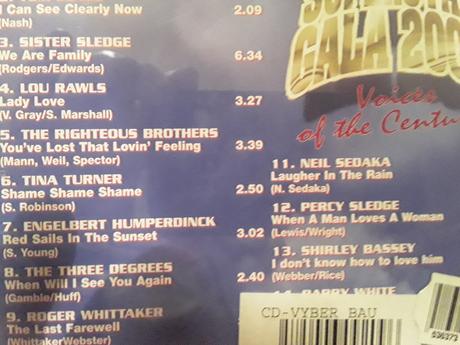 I Can See Clearly Now 2.09
(Nash)
3. SISTER SLEDGE
We Are Family 6.34
(Rodgers/Edwards)
4. LOU RAWLS
Lady Love 3.27
(V. Gray/S. Marshall)
5. THE RIGHTEOUS BROTHERS
You've Lost That Lovin' Feeling 3.39
(Mann, Weil, Spector)
6. TINA TURNER
Shame Shame Shame 2.50
(S. Robinson)
7. ENGELBERT HUMPERDINCK
Red Sails In The Sunset 3.02
(S. Young)
8. THE THREE DEGREES
When Will I See You Again 2.40
(Gamble/Huff)
9. ROGER WHITTAKER
The Last Farewell
(WhittakerWebster)
GALA 200
Voices
of the Centu
11. NEIL SEDAKA
Laugher In The Rain
(N. Sedaka)
12. PERCY SLEDGE
When A Man Loves A Woman
(Lewis/Wright)
13. SHIRLEY BASSEY
I don't know how to love him
(Webber/Rice)
BARRY WHITE
CD-VYBER BAU
536373